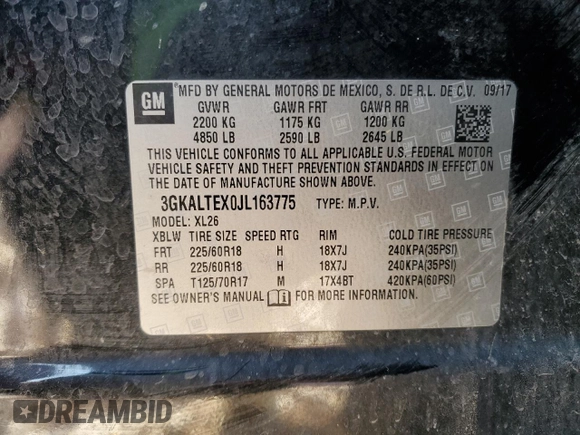 GM MFD BY GENERAL MOTORS DE MEXICO, S. DE R.L. DE C.V. 09/17
GVWR GAWR FRT GAWR RR
2200 KG 1175 KG 1200 KG
4850 LB 2590 LB 2645 LB
THIS VEHICLE CONFORMS TO ALL APPLICABLE U.S. FEDERAL MOTOR
VEHICLE SAFETY AND THEFT PREVENTION STANDARDS IN EFFECT ON
THE DATE OF MANUFACTURE SHOWN ABOVE.
3GKALTEX0JL163775 TYPE: M.P.V.
MODEL: XL26
XBLW TIRE SIZE SPEED RTG RIM COLD TIRE PRESSURE
FRT 225/60R18 H 18X7J 240KPA(35PSI)
RR 225/60R18 H 18X7J 240KPA(35PSI)
SPA T125/70R17 M 17X4BT 420KPA(60PSI)
SEE OWNER'S MANUAL FOR MORE INFORMATION.
DREAMBID